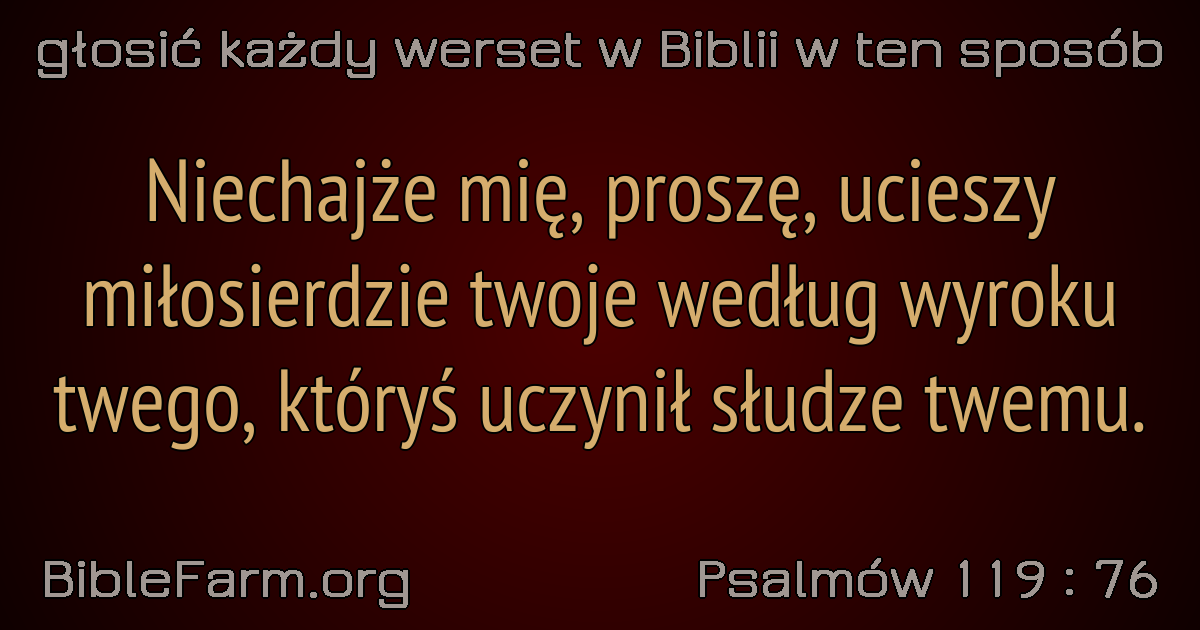 głosić każdy werset w Biblii w ten sposób
Niechajże mię, proszę, ucieszy
miłosierdzie twoje według wyroku
twego, któryś uczynił słudze twemu.
BibleFarm.org
Psalmów 119 : 76